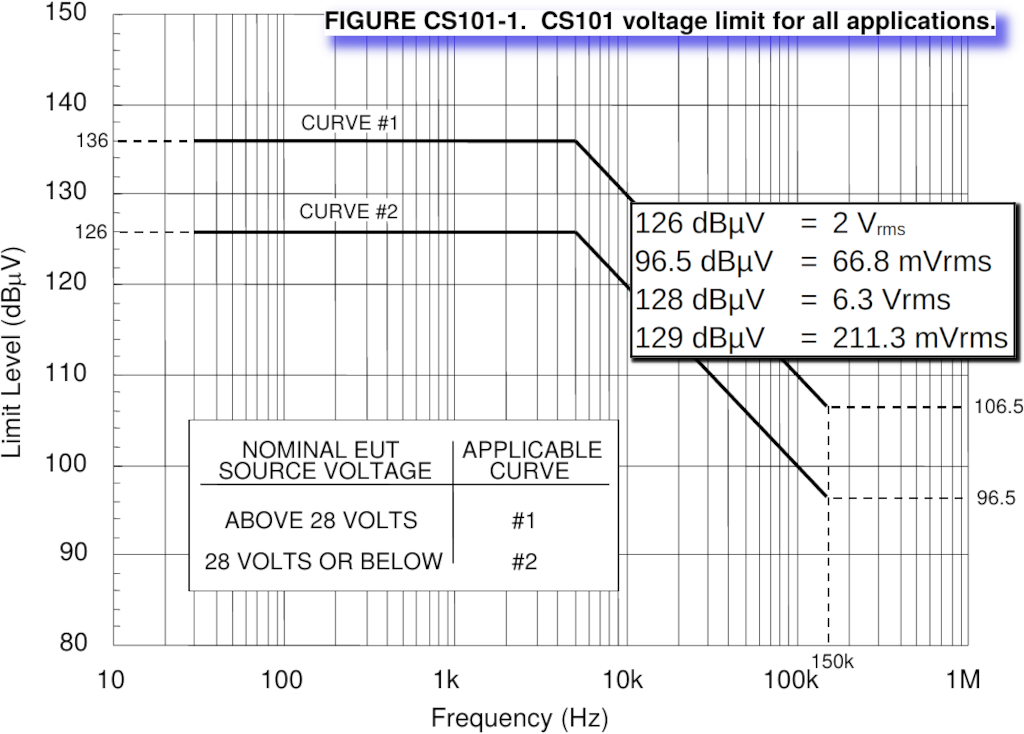 FIGURE CS101-1.  CS101 voltage limit for all applications.
150
140
136
130
126
120
110
100
90
80
Limit Level (dBµV)
CURVE #1
CURVE #2
126 dBµV = 2 Vrms
96.5 dBµV = 66.8 mVrms
128 dBµV = 6.3 Vrms
129 dBµV = 211.3 mVrms
106.5
96.5
NOMINAL EUT APPLICABLE
SOURCE VOLTAGE CURVE
ABOVE 28 VOLTS #1
28 VOLTS OR BELOW #2
150k
10 100 1k 10k 100k 1M
Frequency (Hz)